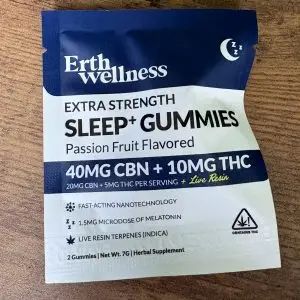 Erth
Wellness
z z z
EXTRA STRENGTH
SLEEP+ GUMMIES
Passion Fruit Flavored
40MG CBN + 10MG THC
20MG CBN + 5MG THC PER SERVING + Live Resin
FAST-ACTING NANOTECHNOLOGY
z z z 1.5MG MICRODOSE OF MELATONIN
LIVE RESIN TERPENES (INDICA)
CONTAINS THC
2 Gummies | Net Wt. 7G | Herbal Supplement